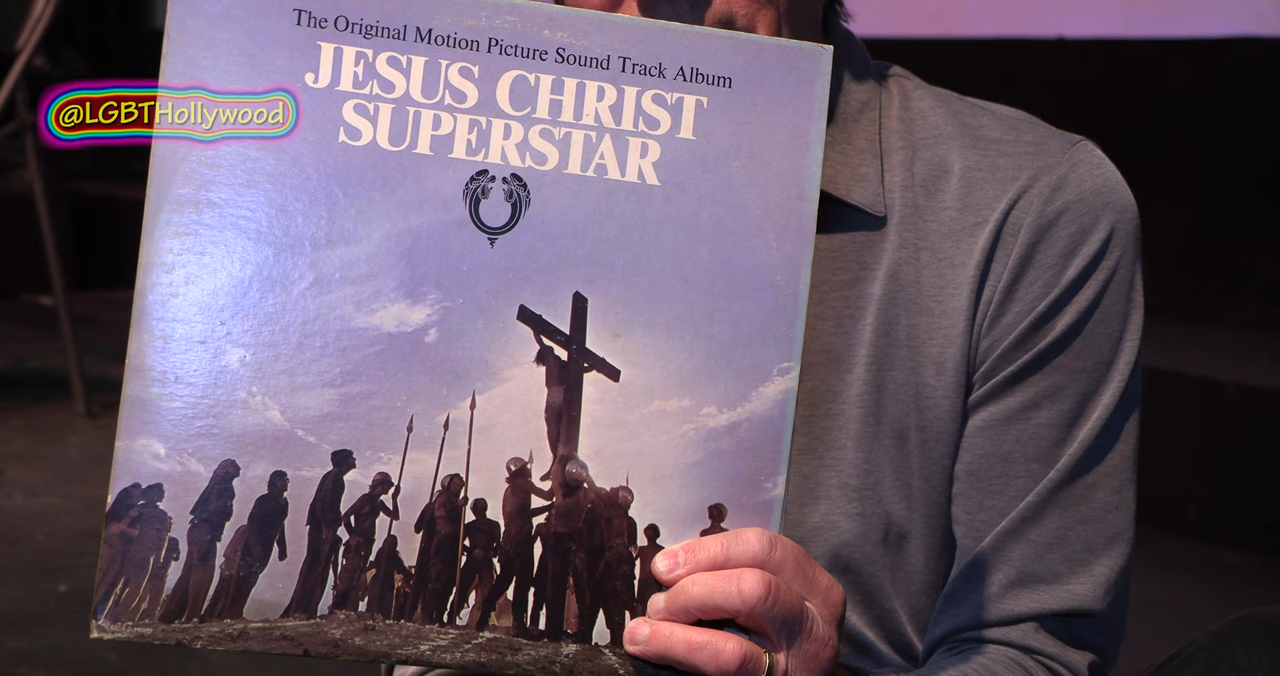 The Original Motion Picture Sound Track Album
JESUS CHRIST
SUPERSTAR
@LGBTHollywood